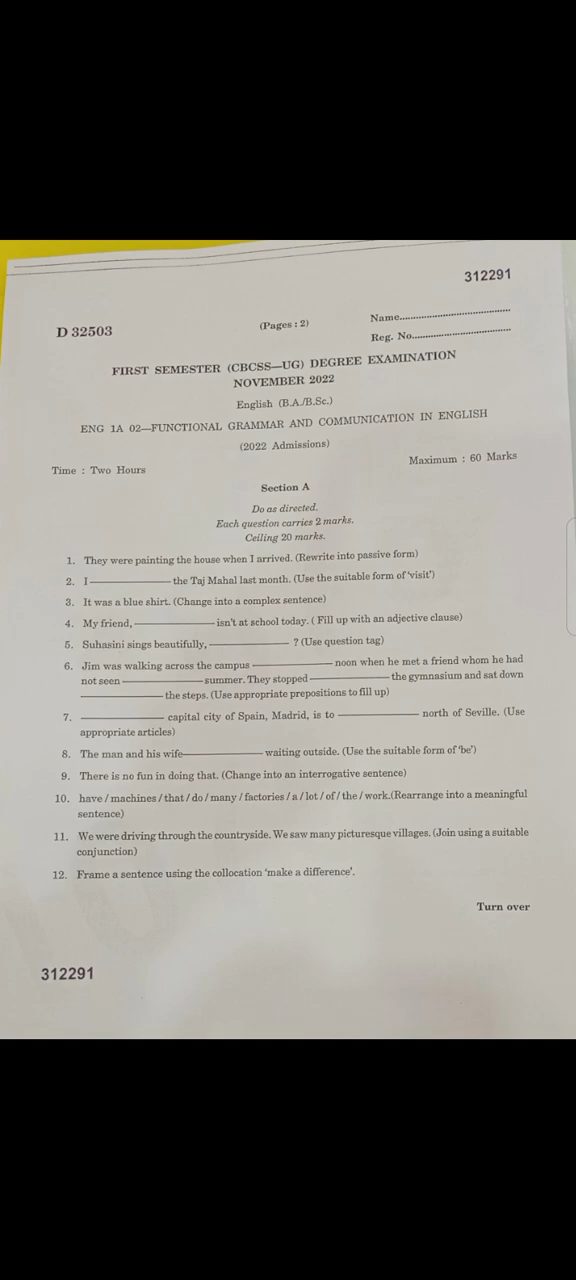 312291
D 32503
(Pages : 2)
Name........................................
Reg. No....................................
FIRST SEMESTER (CBCSS—UG) DEGREE EXAMINATION
NOVEMBER 2022
English (B.A./B.Sc.)
ENG 1A 02—FUNCTIONAL GRAMMAR AND COMMUNICATION IN ENGLISH
(2022 Admissions)
Time : Two Hours
Maximum : 60 Marks
Section A
Do as directed.
Each question carries 2 marks.
Ceiling 20 marks.
1. They were painting the house when I arrived. (Rewrite into passive form)
2. I —————— the Taj Mahal last month. (Use the suitable form of 'visit')
3. It was a blue shirt. (Change into a complex sentence)
4. My friend, —————— isn't at school today. ( Fill up with an adjective clause)
5. Suhasini sings beautifully, —————— ? (Use question tag)
6. Jim was walking across the campus —————— noon when he met a friend whom he had
not seen —————— summer. They stopped —————— the gymnasium and sat down
—————— the steps. (Use appropriate prepositions to fill up)
7. —————— capital city of Spain, Madrid, is to —————— north of Seville. (Use
appropriate articles)
8. The man and his wife—————— waiting outside. (Use the suitable form of 'be')
9. There is no fun in doing that. (Change into an interrogative sentence)
10. have / machines / that / do / many / factories / a / lot / of / the / work.(Rearrange into a meaningful
sentence)
11. We were driving through the countryside. We saw many picturesque villages. (Join using a suitable
conjunction)
12. Frame a sentence using the collocation 'make a difference'.
Turn over
312291